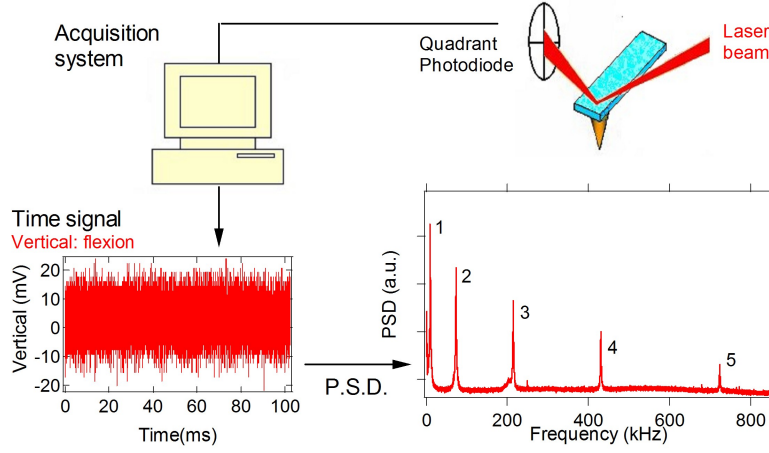 Acquisition
system
Quadrant
Photodiode
Laser
beam
Time signal
Vertical: flexion
Vertical (mV)
20
10
0
-10
-20
0 20 40 60 80 100
Time(ms)
P.S.D.
PSD (a.u.)
1
2
3
4
5
0 200 400 600 800
Frequency (kHz)